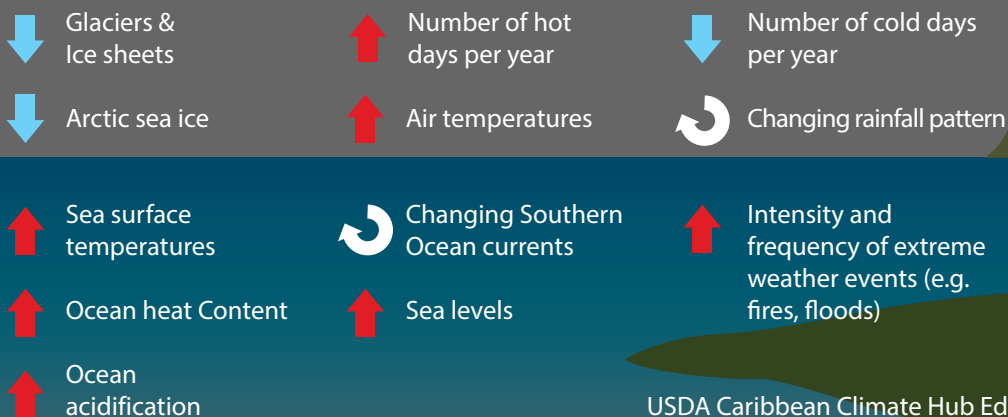 Glaciers &
Ice sheets
Number of hot
days per year
Number of cold days
per year
Arctic sea ice
Air temperatures
Changing rainfall pattern
Sea surface
temperatures
Changing Southern
Ocean currents
Intensity and
frequency of extreme
weather events (e.g.
fires, floods)
Ocean heat Content
Sea levels
Ocean
acidification
USDA Caribbean Climate Hub Ed